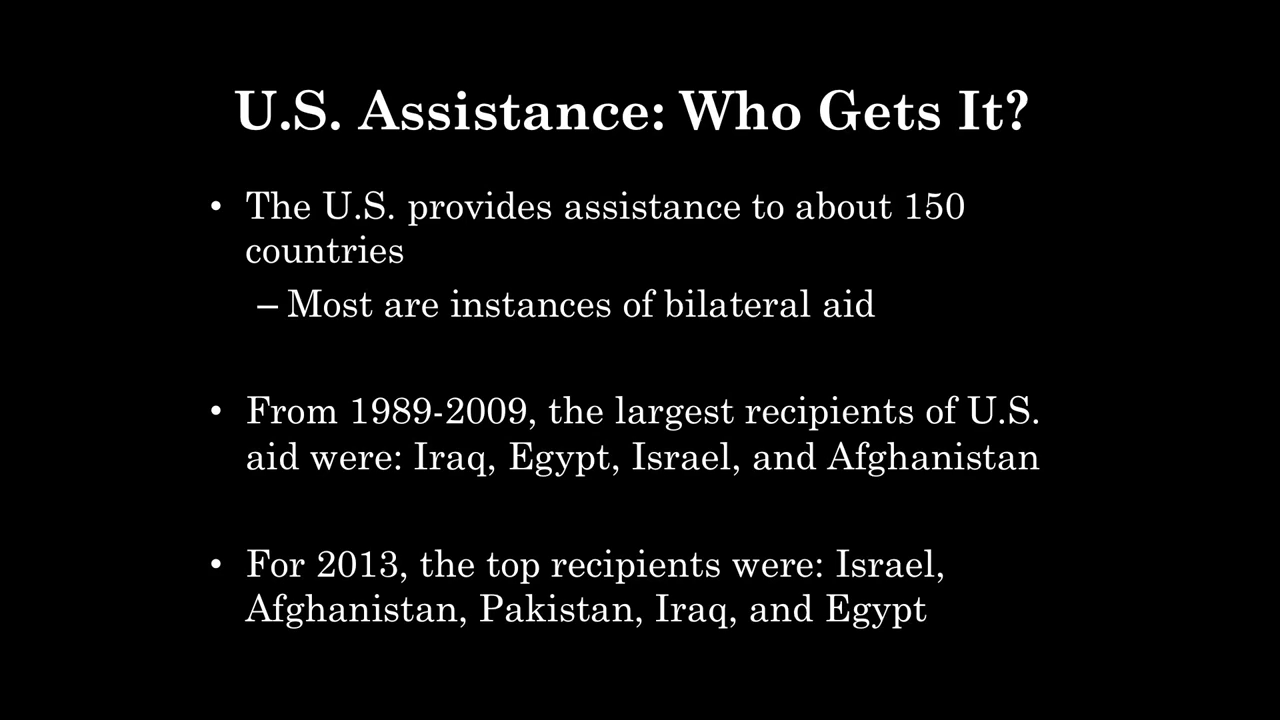 U.S. Assistance: Who Gets It?
• The U.S. provides assistance to about 150
countries
– Most are instances of bilateral aid
• From 1989-2009, the largest recipients of U.S.
aid were: Iraq, Egypt, Israel, and Afghanistan
• For 2013, the top recipients were: Israel,
Afghanistan, Pakistan, Iraq, and Egypt